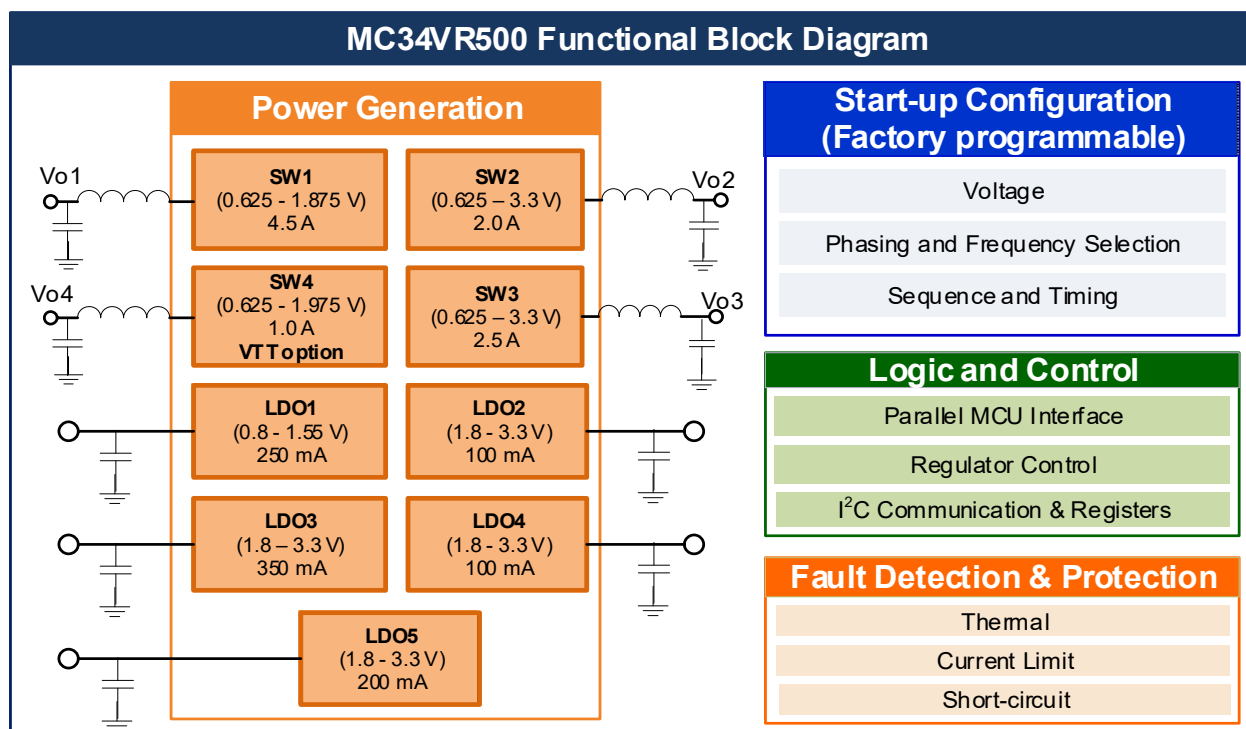 MC34VR500 Functional Block Diagram
Power Generation
Vo1
SW1
(0.625 - 1.875 V)
4.5 A
SW2
(0.625 – 3.3 V)
2.0 A
Vo2
Vo4
SW4
(0.625 - 1.975 V)
1.0 A
VTT option
SW3
(0.625 – 3.3 V)
2.5 A
Vo3
LDO1
(0.8 - 1.55 V)
250 mA
LDO2
(1.8 - 3.3 V)
100 mA
LDO3
(1.8 – 3.3 V)
350 mA
LDO4
(1.8 - 3.3 V)
100 mA
LDO5
(1.8 - 3.3 V)
200 mA
Start-up Configuration
(Factory programmable)
Voltage
Phasing and Frequency Selection
Sequence and Timing
Logic and Control
Parallel MCU Interface
Regulator Control
I²C Communication & Registers
Fault Detection & Protection
Thermal
Current Limit
Short-circuit